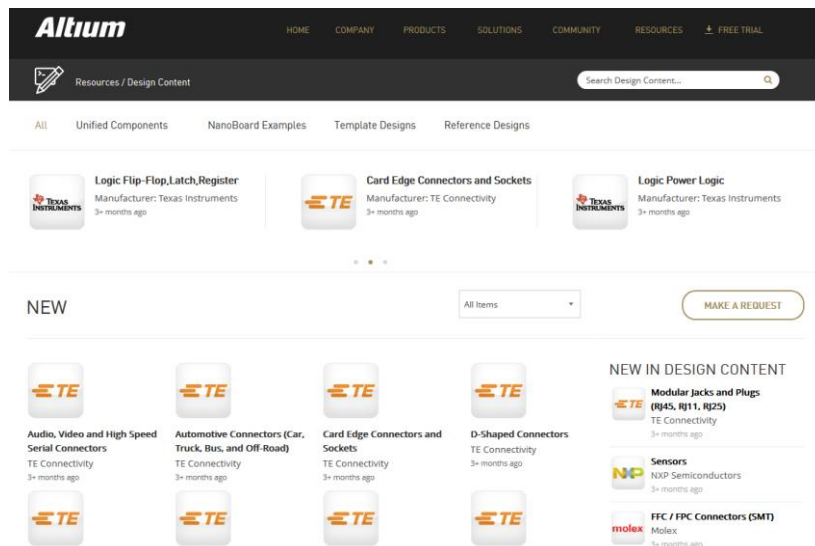 Altıum
HOME COMPANY PRODUCTS SOLUTIONS COMMUNITY RESOURCES FREE TRIAL
Resources / Design Content
Search Design Content...
All Unified Components NanoBoard Examples Template Designs Reference Designs
TEXAS INSTRUMENTS
Logic Flip-Flop,Latch,Register
Manufacturer: Texas Instruments
3+ months ago
TE
Card Edge Connectors and Sockets
Manufacturer: TE Connectivity
3+ months ago
TEXAS INSTRUMENTS
Logic Power Logic
Manufacturer: Texas Instruments
3+ months ago
NEW
All Items
MAKE A REQUEST
TE
Audio, Video and High Speed
Serial Connectors
TE Connectivity
3+ months ago
TE
Automotive Connectors (Car,
Truck, Bus, and Off-Road)
TE Connectivity
3+ months ago
TE
Card Edge Connectors and
Sockets
TE Connectivity
3+ months ago
TE
D-Shaped Connectors
TE Connectivity
3+ months ago
TE
TE
TE
TE
NEW IN DESIGN CONTENT
TE
Modular Jacks and Plugs
(RJ45, RJ11, RJ25)
TE Connectivity
3+ months ago
NXP
Sensors
NXP Semiconductors
3+ months ago
molex
FFC / FPC Connectors (SMT)
Molex
3+ months ago